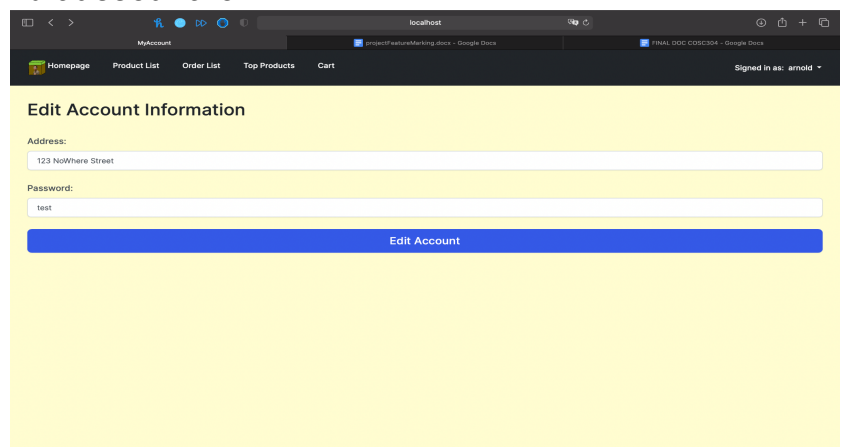 localhost
MyAccount
projectFeatureMarking.docx - Google Docs
FINAL DOC COSC304 - Google Docs
Homepage Product List Order List Top Products Cart Signed in as: arnold
Edit Account Information
Address:
123 NoWhere Street
Password:
test
Edit Account